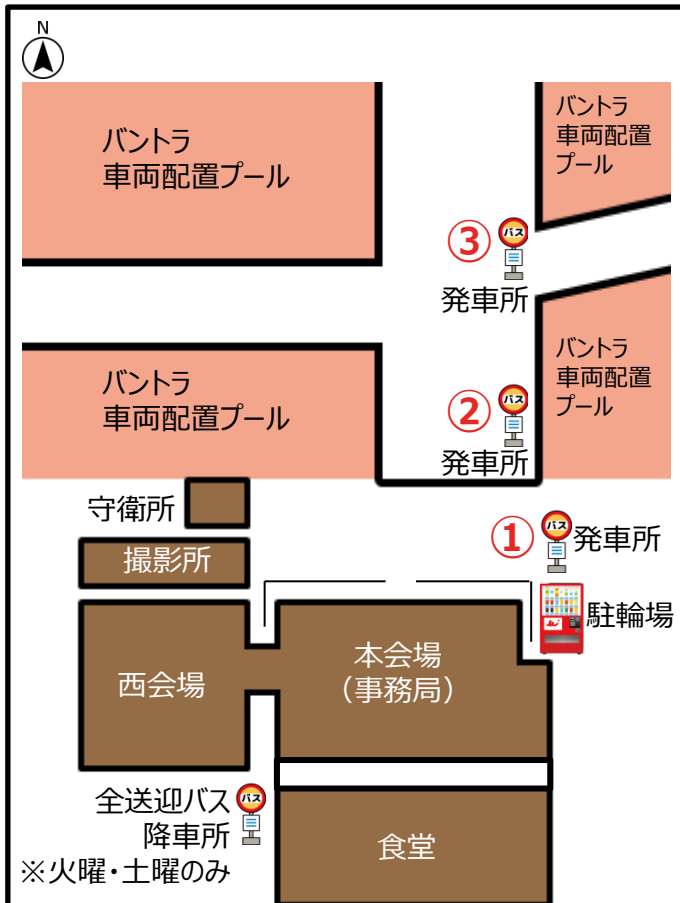 N
バントラ
車両配置プール
バントラ
車両配置
プール
③
バス
発車所
バントラ
車両配置プール
バントラ
車両配置
プール
②
バス
発車所
守衛所
①
バス
発車所
撮影所
駐輪場
西会場
本会場
（事務局）
全送迎バス
バス
降車所
※火曜・土曜のみ
食堂